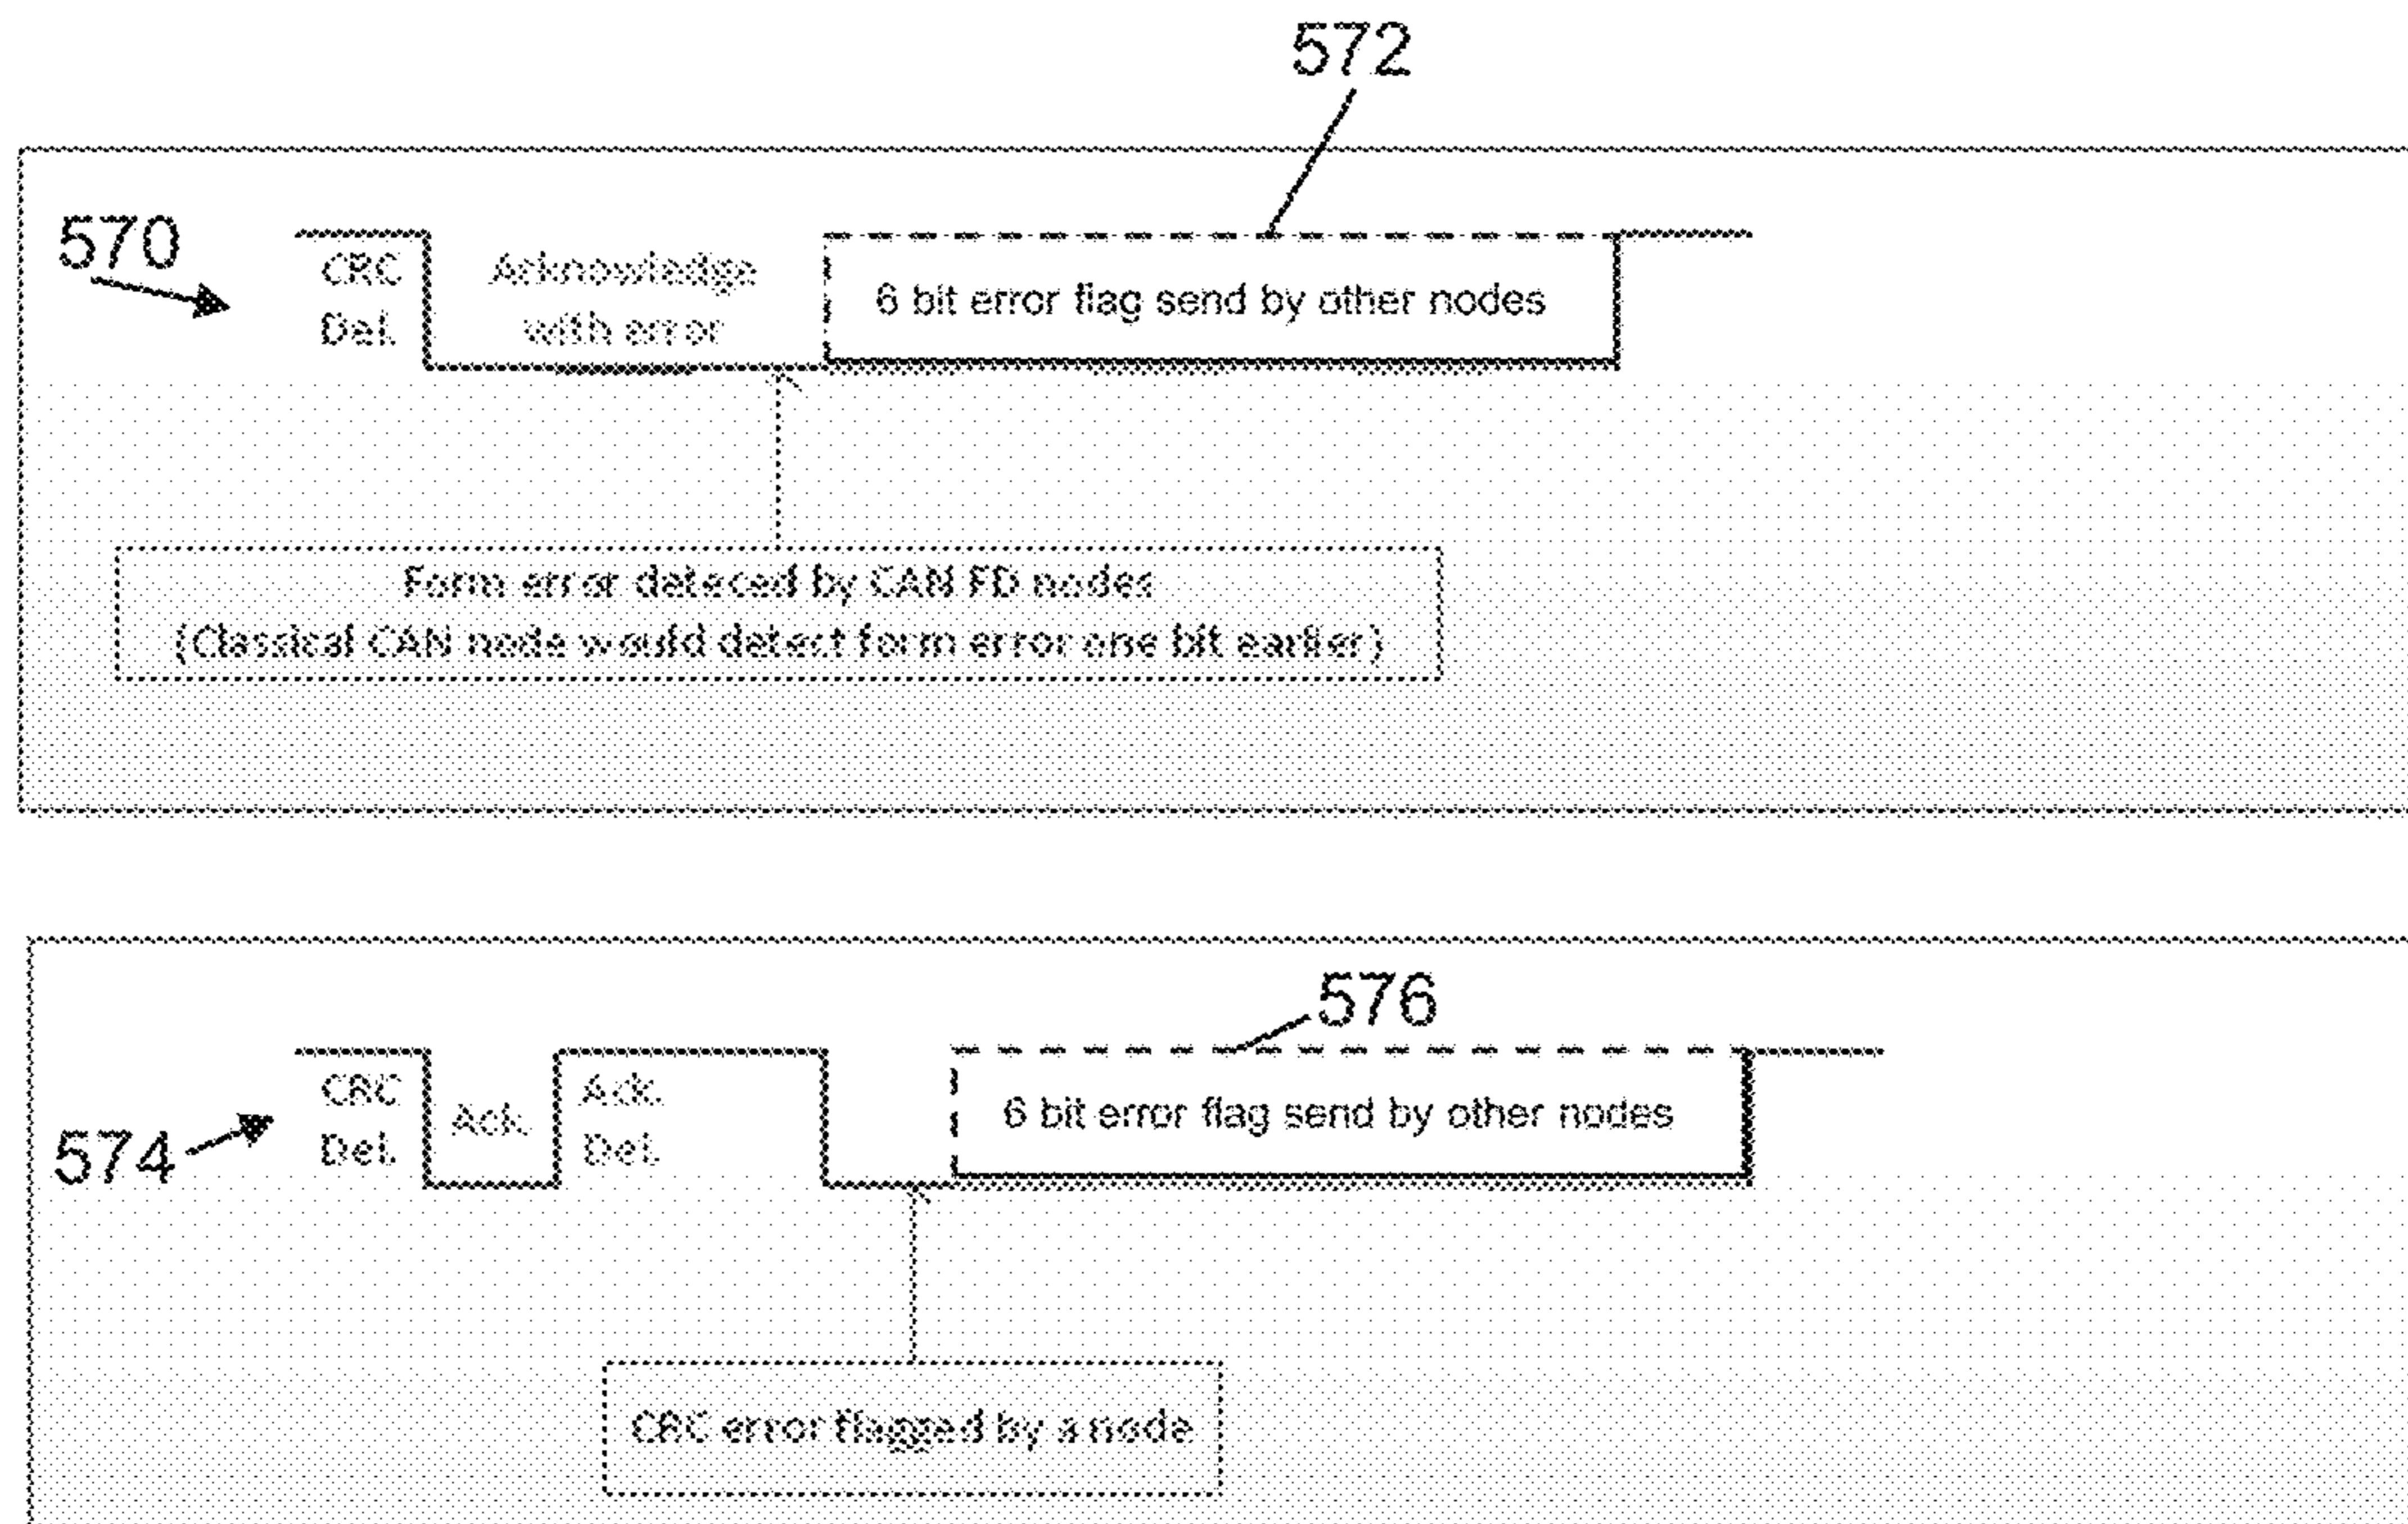 572
570
CRC
Del.
Acknowledge
with error
6 bit error flag send by other nodes
Form error deteced by CAN FD nodes
(Classical CAN node would detect form error one bit earlier)
576
574
CRC
Del.
Ack.
Ack.
Del.
6 bit error flag send by other nodes
CRC error flagged by a node